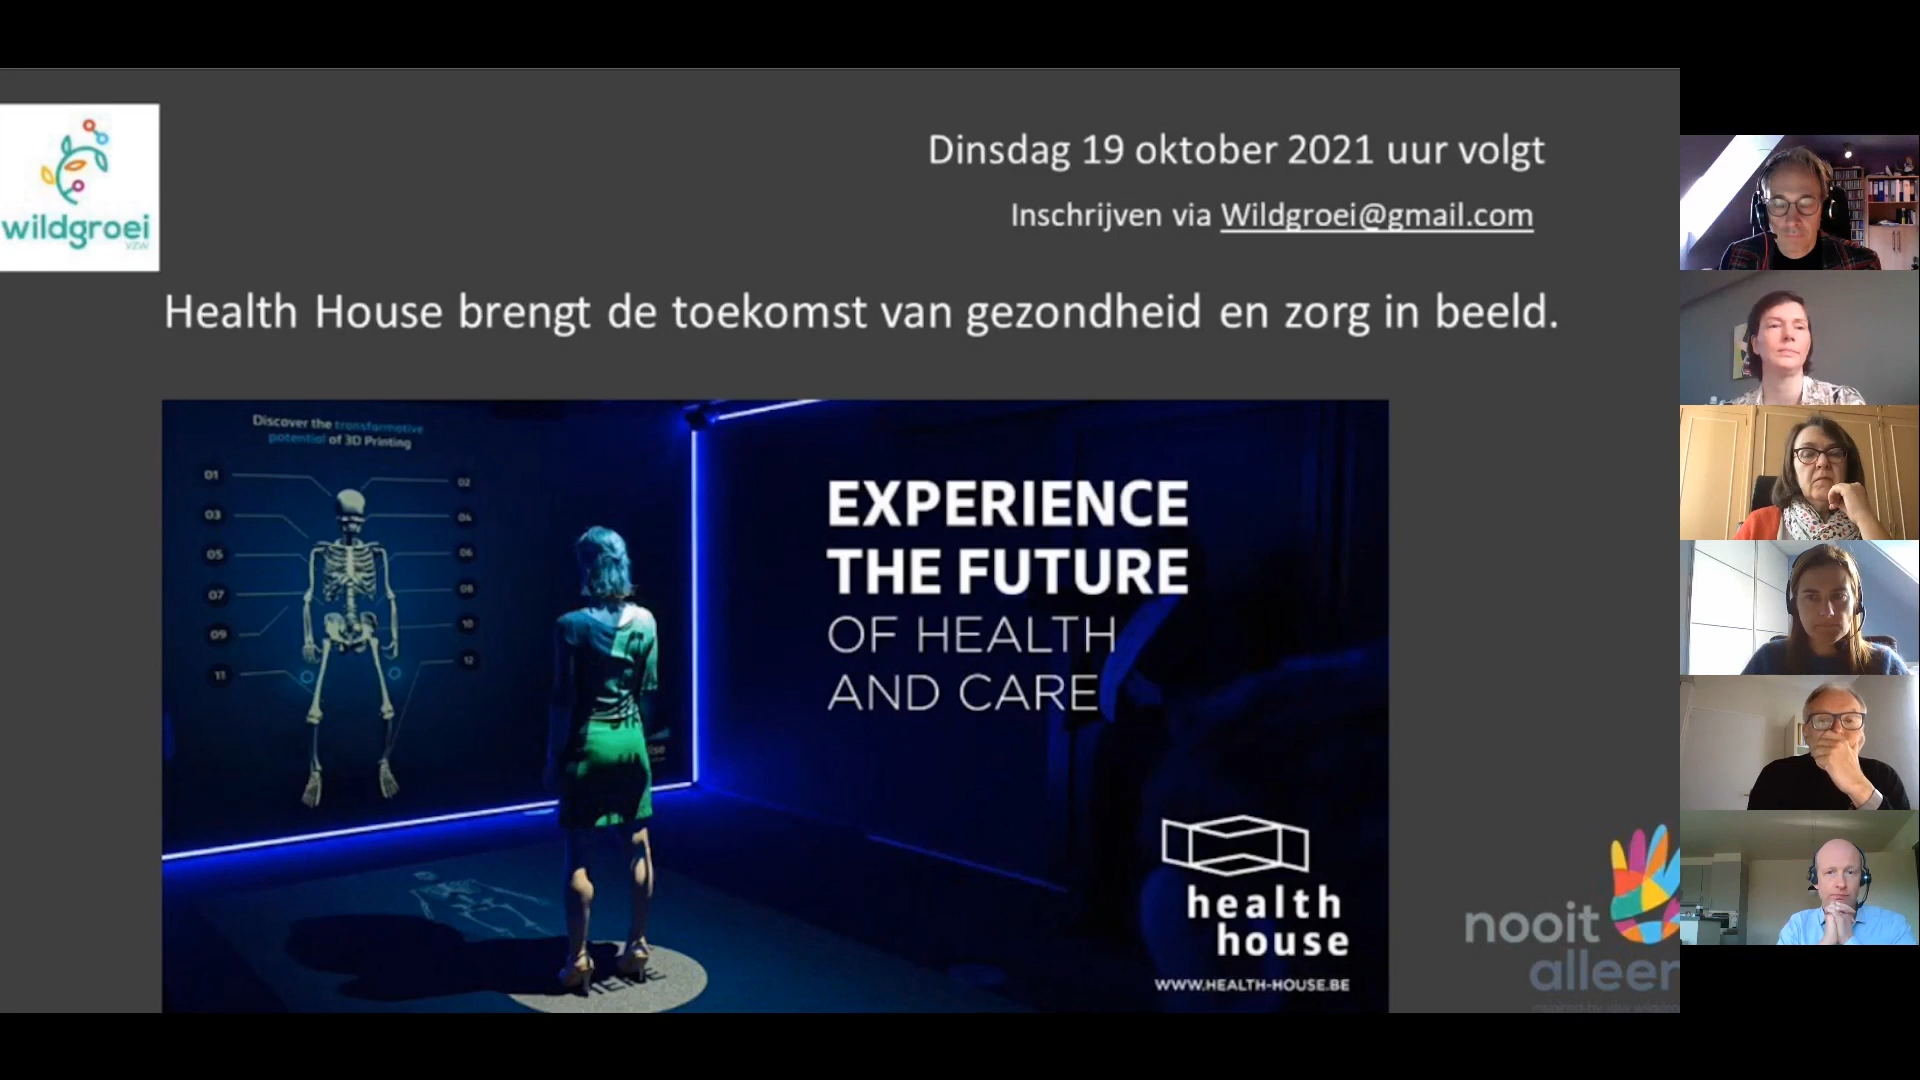 wildgroei
vzw
Dinsdag 19 oktober 2021 uur volgt
Inschrijven via Wildgroei@gmail.com
Health House brengt de toekomst van gezondheid en zorg in beeld.
Discover the transformative
potential of 3D Printing
01
02
03
04
05
06
07
08
09
10
11
12
EXPERIENCE
THE FUTURE
OF HEALTH
AND CARE
HERE
health
house
WWW.HEALTH-HOUSE.BE
nooit
alleen